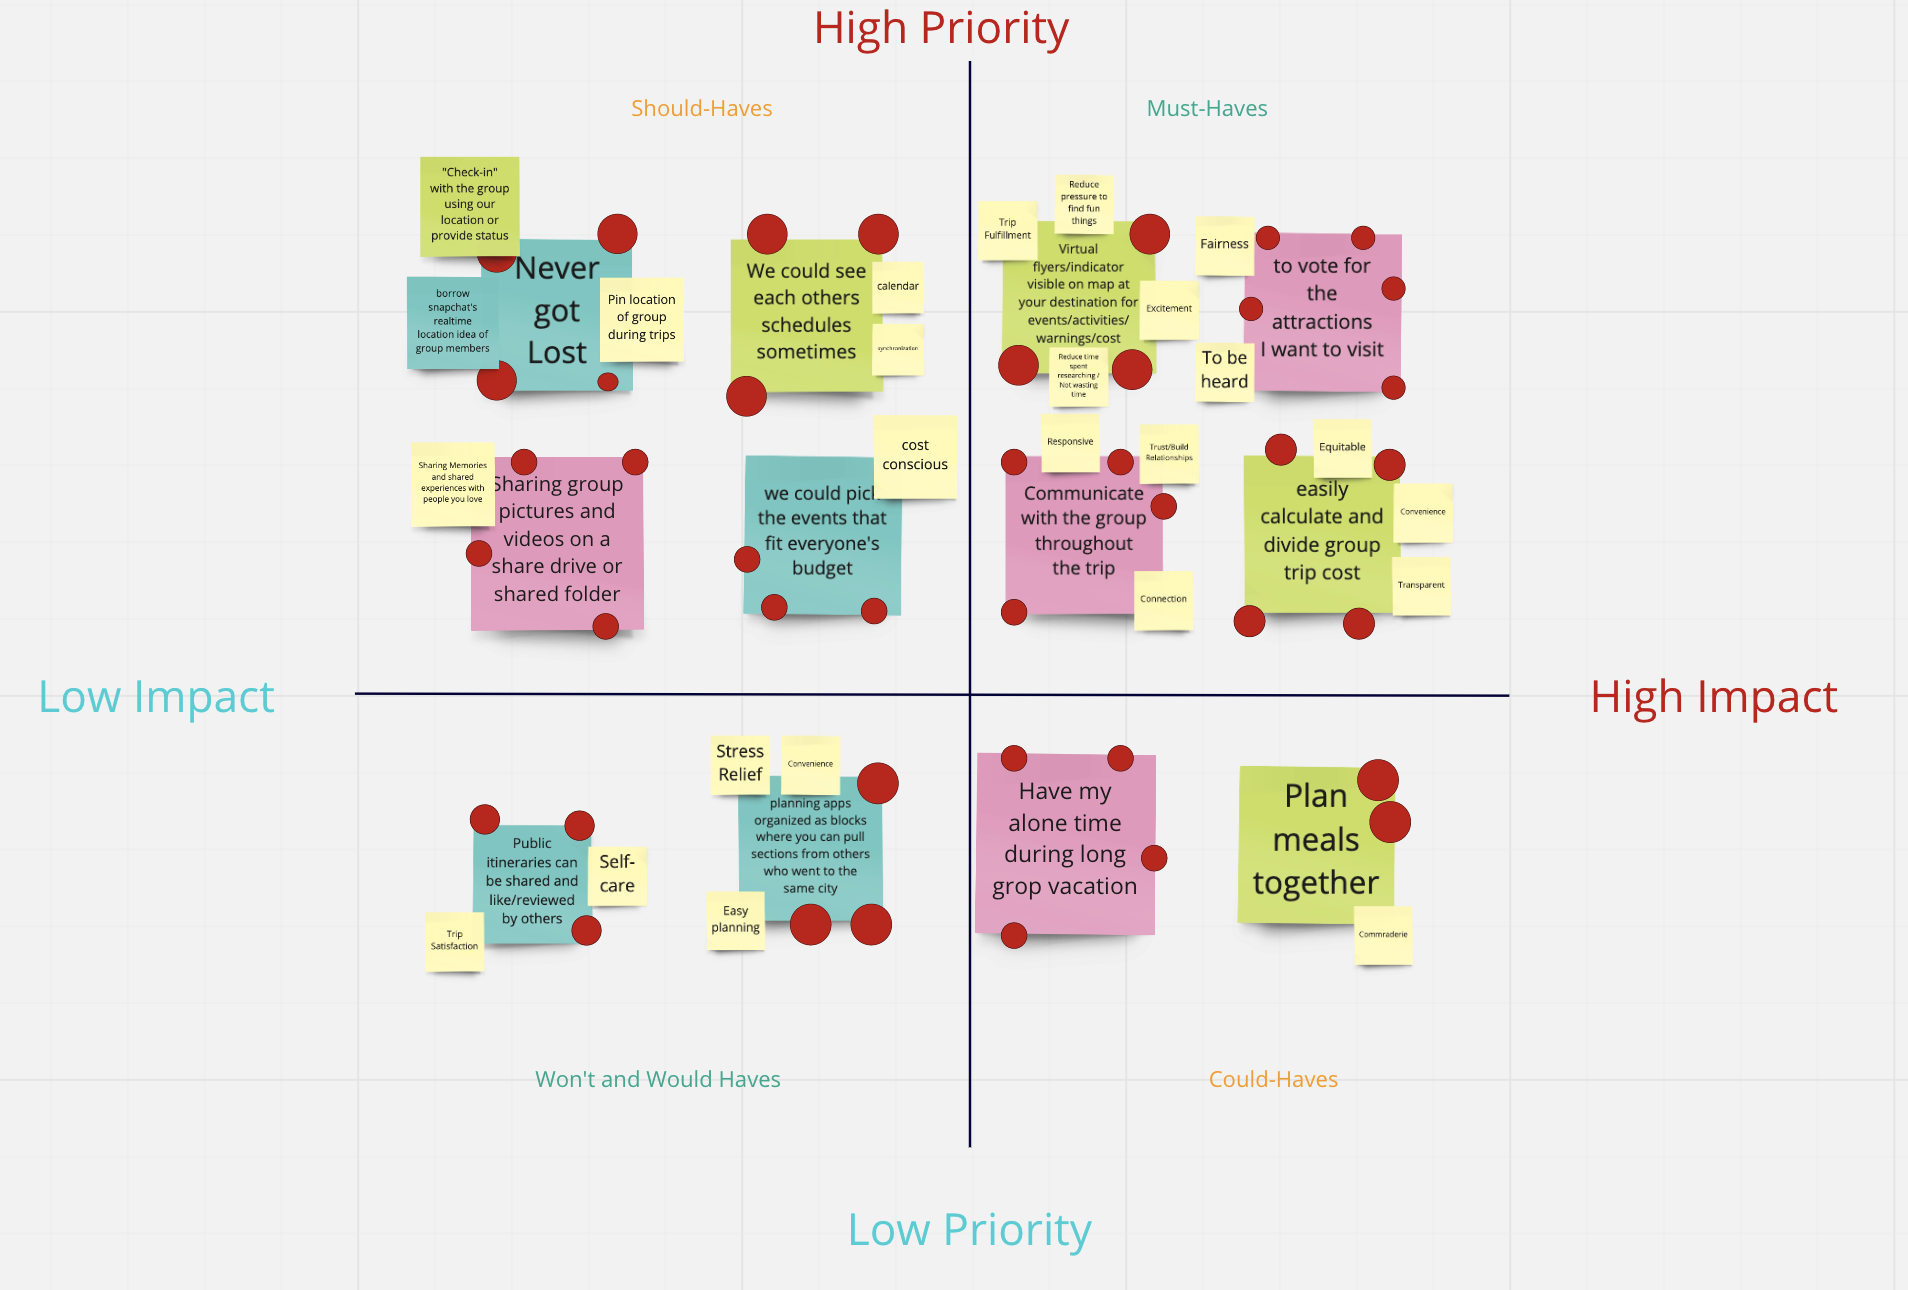 High Priority
Should-Haves
Must-Haves
"Check-in"
with the group
using our
location or
provide status
Never
got
Lost
borrow
snapchat's
realtime
location idea of
group members
Pin location
of group
during trips
We could see
each others
schedules
sometimes
calendar
synchronization
Trip
Fulfillment
Reduce
pressure to
find fun
things
Virtual
flyers/indicator
visible on map at
your destination for
events/activities/
warnings/cost
Excitement
Reduce time
spent
researching /
Not wasting
time
Fairness
to vote for
the
attractions
I want to visit
To be
heard
Sharing Memories
and shared
experiences with
people you love
Sharing group
pictures and
videos on a
share drive or
shared folder
cost
conscious
we could pick
the events that
fit everyone's
budget
Responsive
Trust/Build
Relationships
Communicate
with the group
throughout
the trip
Connection
Equitable
easily
calculate and
divide group
trip cost
Convenience
Transparent
Low Impact
High Impact
Public
itineraries can
be shared and
like/reviewed
by others
Self-
care
Trip
Satisfaction
Stress
Relief
Convenience
planning apps
organized as blocks
where you can pull
sections from others
who went to the
same city
Easy
planning
Have my
alone time
during long
grop vacation
Plan
meals
together
Commraderie
Won't and Would Haves
Could-Haves
Low Priority